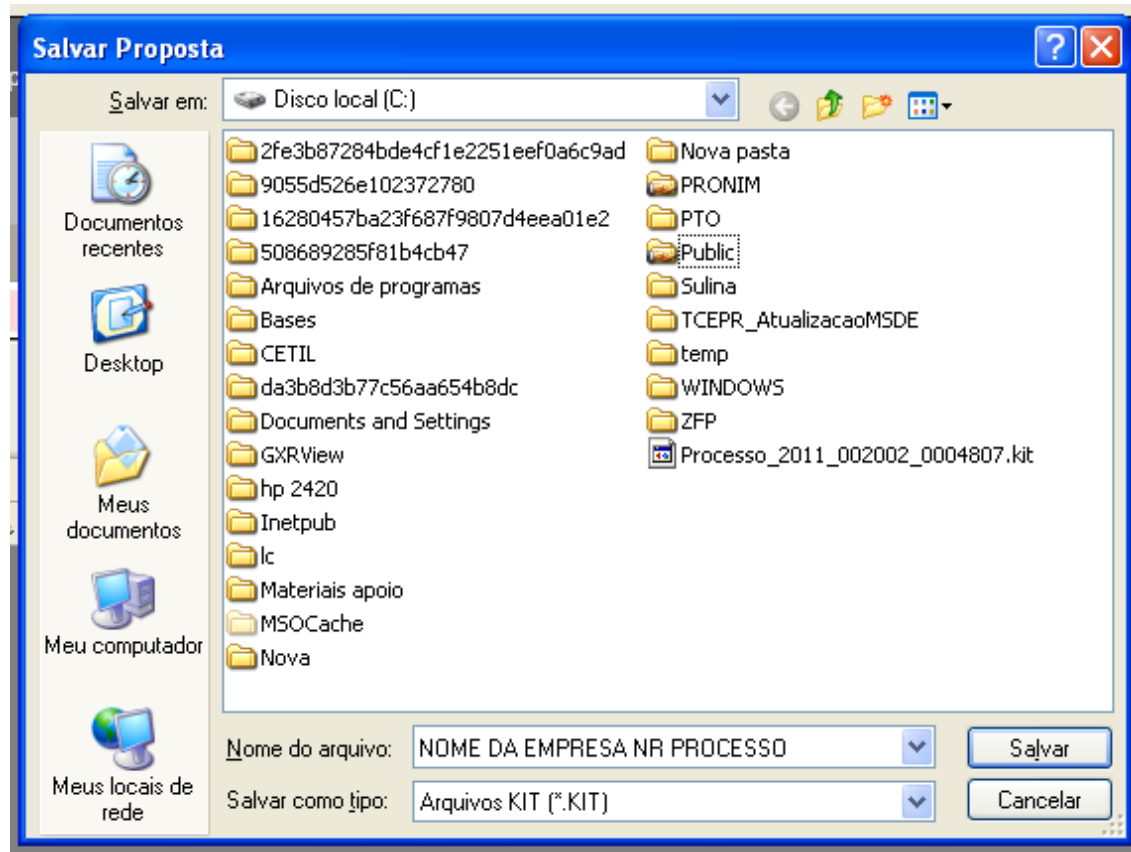 Salvar Proposta
Salvar em:
Disco local (C:)
Documentos
recentes
Desktop
Meus
documentos
Meu computador
Meus locais de
rede
2fe3b87284bde4cf1e2251eef0a6c9ad
9055d526e102372780
16280457ba23f687f9807d4eea01e2
508689285f81b4cb47
Arquivos de programas
Bases
CETIL
da3b8d3b77c56aa654b8dc
Documents and Settings
GXRView
hp 2420
Inetpub
lc
Materiais apoio
MSOCache
Nova
Nova pasta
PRONIM
PTO
Public
Sulina
TCEPR_AtualizacaoMSDE
temp
WINDOWS
ZFP
Processo_2011_002002_0004807.kit
Nome do arquivo:
NOME DA EMPRESA NR PROCESSO
Salvar
Salvar como tipo:
Arquivos KIT (*.KIT)
Cancelar